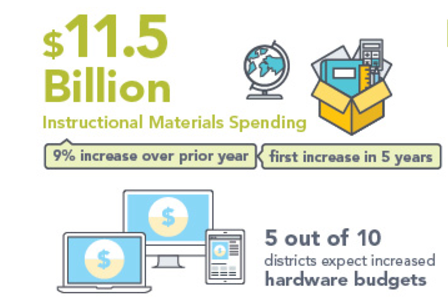 $11.5
Billion
Instructional Materials Spending
9% increase over prior year
first increase in 5 years
$
$
$
5 out of 10
districts expect increased
hardware budgets